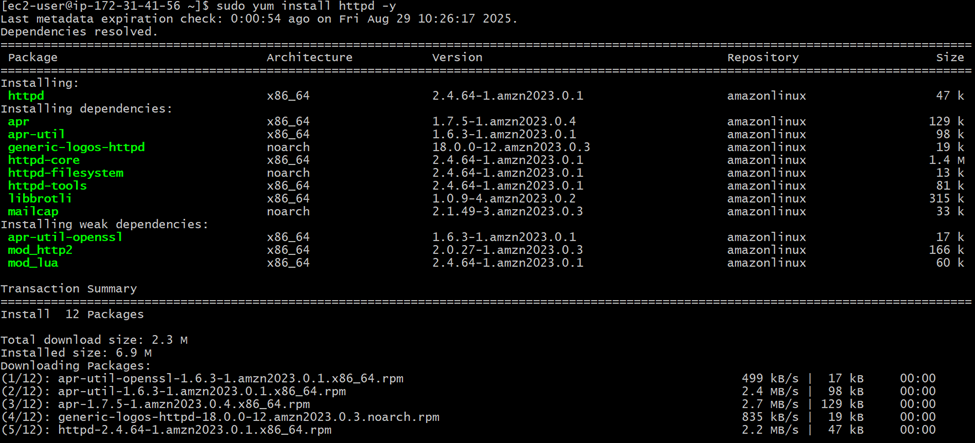 [ec2-user@ip-172-31-41-56 ~]$ sudo yum install httpd -y
Last metadata expiration check: 0:00:54 ago on Fri Aug 29 10:26:17 2025.
Dependencies resolved.
================================================================================
Package Architecture Version Repository Size
================================================================================
Installing:
httpd x86_64 2.4.64-1.amzn2023.0.1 amazonlinux 47 k
Installing dependencies:
apr x86_64 1.7.5-1.amzn2023.0.4 amazonlinux 129 k
apr-util x86_64 1.6.3-1.amzn2023.0.1 amazonlinux 98 k
generic-logos-httpd noarch 18.0.0-12.amzn2023.0.3 amazonlinux 19 k
httpd-core x86_64 2.4.64-1.amzn2023.0.1 amazonlinux 1.4 M
httpd-filesystem noarch 2.4.64-1.amzn2023.0.1 amazonlinux 13 k
httpd-tools x86_64 2.4.64-1.amzn2023.0.1 amazonlinux 81 k
libbrotli x86_64 1.0.9-4.amzn2023.0.2 amazonlinux 315 k
mailcap noarch 2.1.49-3.amzn2023.0.3 amazonlinux 33 k
Installing weak dependencies:
apr-util-openssl x86_64 1.6.3-1.amzn2023.0.1 amazonlinux 17 k
mod_http2 x86_64 2.0.27-1.amzn2023.0.3 amazonlinux 166 k
mod_lua x86_64 2.4.64-1.amzn2023.0.1 amazonlinux 60 k
Transaction Summary
================================================================================
Install 12 Packages
Total download size: 2.3 M
Installed size: 6.9 M
Downloading Packages:
(1/12): apr-util-openssl-1.6.3-1.amzn2023.0.1.x86_64.rpm 499 kB/s | 17 kB 00:00
(2/12): apr-util-1.6.3-1.amzn2023.0.1.x86_64.rpm 2.4 MB/s | 98 kB 00:00
(3/12): apr-1.7.5-1.amzn2023.0.4.x86_64.rpm 2.7 MB/s | 129 kB 00:00
(4/12): generic-logos-httpd-18.0.0-12.amzn2023.0.3.noarch.rpm 835 kB/s | 19 kB 00:00
(5/12): httpd-2.4.64-1.amzn2023.0.1.x86_64.rpm 2.2 MB/s | 47 kB 00:00